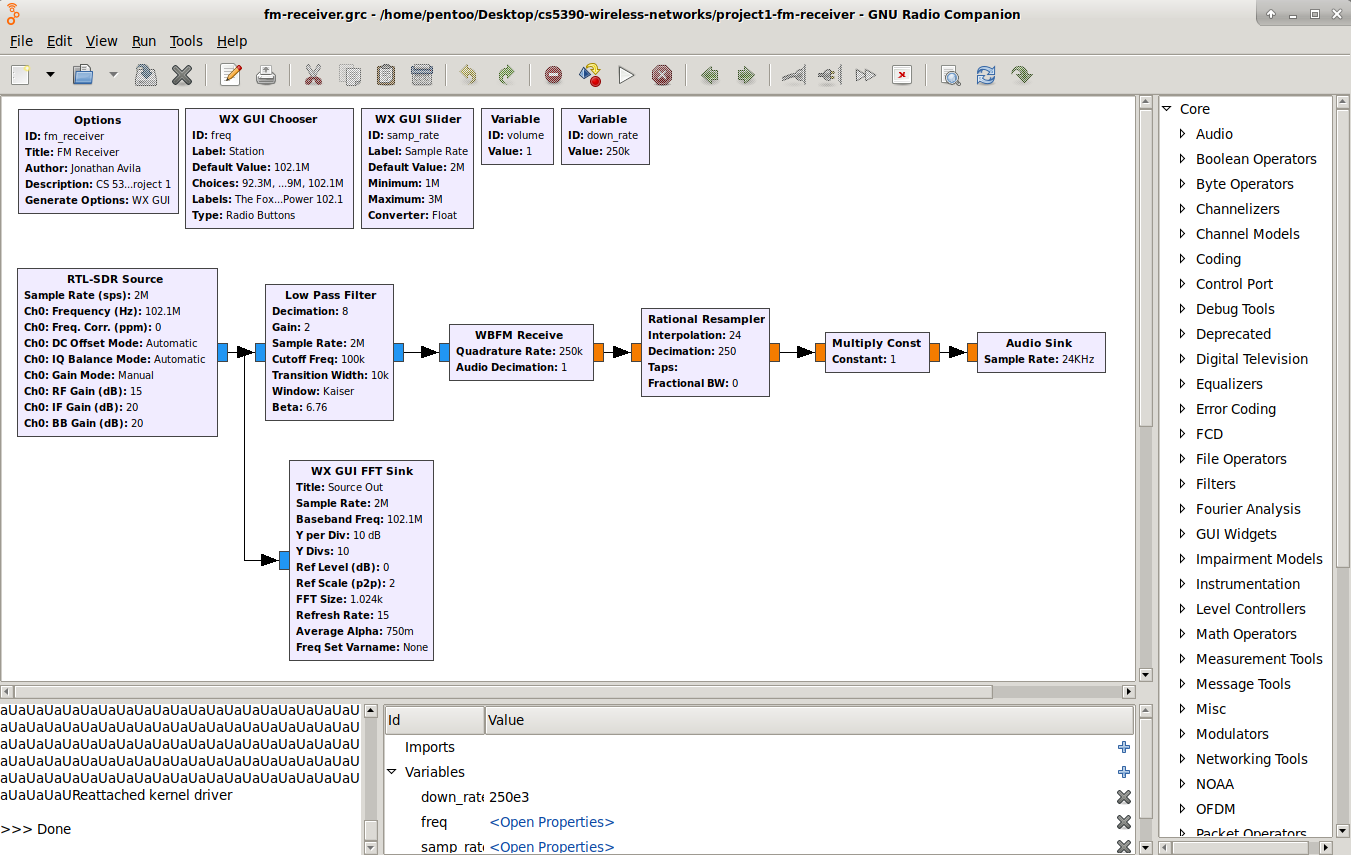 fm-receiver.grc - /home/pentoo/Desktop/cs5390-wireless-networks/project1-fm-receiver - GNU Radio Companion
File Edit View Run Tools Help
Options
ID: fm_receiver
Title: FM Receiver
Author: Jonathan Avila
Description: CS 53...roject 1
Generate Options: WX GUI
WX GUI Chooser
ID: freq
Label: Station
Default Value: 102.1M
Choices: 92.3M, ...9M, 102.1M
Labels: The Fox...Power 102.1
Type: Radio Buttons
WX GUI Slider
ID: samp_rate
Label: Sample Rate
Default Value: 2M
Minimum: 1M
Maximum: 3M
Converter: Float
Variable
ID: volume
Value: 1
Variable
ID: down_rate
Value: 250k
RTL-SDR Source
Sample Rate (sps): 2M
Ch0: Frequency (Hz): 102.1M
Ch0: Freq. Corr. (ppm): 0
Ch0: DC Offset Mode: Automatic
Ch0: IQ Balance Mode: Automatic
Ch0: Gain Mode: Manual
Ch0: RF Gain (dB): 15
Ch0: IF Gain (dB): 20
Ch0: BB Gain (dB): 20
Low Pass Filter
Decimation: 8
Gain: 2
Sample Rate: 2M
Cutoff Freq: 100k
Transition Width: 10k
Window: Kaiser
Beta: 6.76
WBFM Receive
Quadrature Rate: 250k
Audio Decimation: 1
Rational Resampler
Interpolation: 24
Decimation: 250
Taps:
Fractional BW: 0
Multiply Const
Constant: 1
Audio Sink
Sample Rate: 24KHz
WX GUI FFT Sink
Title: Source Out
Sample Rate: 2M
Baseband Freq: 102.1M
Y per Div: 10 dB
Y Divs: 10
Ref Level (dB): 0
Ref Scale (p2p): 2
FFT Size: 1.024k
Refresh Rate: 15
Average Alpha: 750m
Freq Set Varname: None
Core
Audio
Boolean Operators
Byte Operators
Channelizers
Channel Models
Coding
Control Port
Debug Tools
Deprecated
Digital Television
Equalizers
Error Coding
FCD
File Operators
Filters
Fourier Analysis
GUI Widgets
Impairment Models
Instrumentation
Level Controllers
Math Operators
Measurement Tools
Message Tools
Misc
Modulators
Networking Tools
NOAA
OFDM
Packet Operators
aUaUaUaUaUaUaUaUaUaUaUaUaUaUaUaUaUaUaUaU
aUaUaUaUaUaUaUaUaUaUaUaUaUaUaUaUaUaUaUaU
aUaUaUaUaUaUaUaUaUaUaUaUaUaUaUaUaUaUaUaU
aUaUaUaUaUaUaUaUaUaUaUaUaUaUaUaUaUaUaUaU
aUaUaUaUaUaUaUaUaUaUaUaUaUaUaUaUaUaUaUaU
aUaUaUaUReattached kernel driver
>>> Done
Id Value
Imports
Variables
down_rate 250e3
freq <Open Properties>
samp_rate <Open Properties>